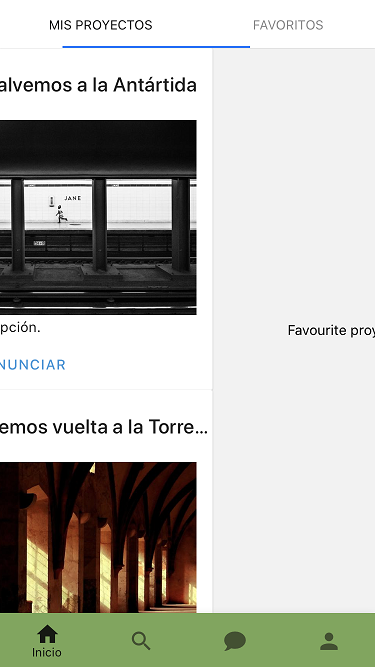 MIS PROYECTOS
FAVORITOS
alvemos a la Antártida
JANE
pción.
NUNCIAR
Favourite proy
emos vuelta a la Torre...
Inicio